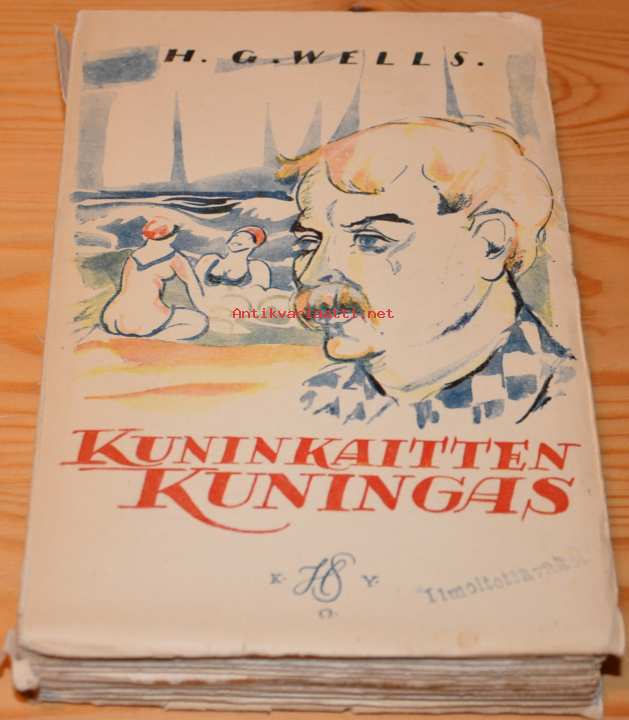 H. G. WELLS.
Antikvariaatti.net
KUNINKAITTEN
KUNINGAS
K. HS Y.
O.